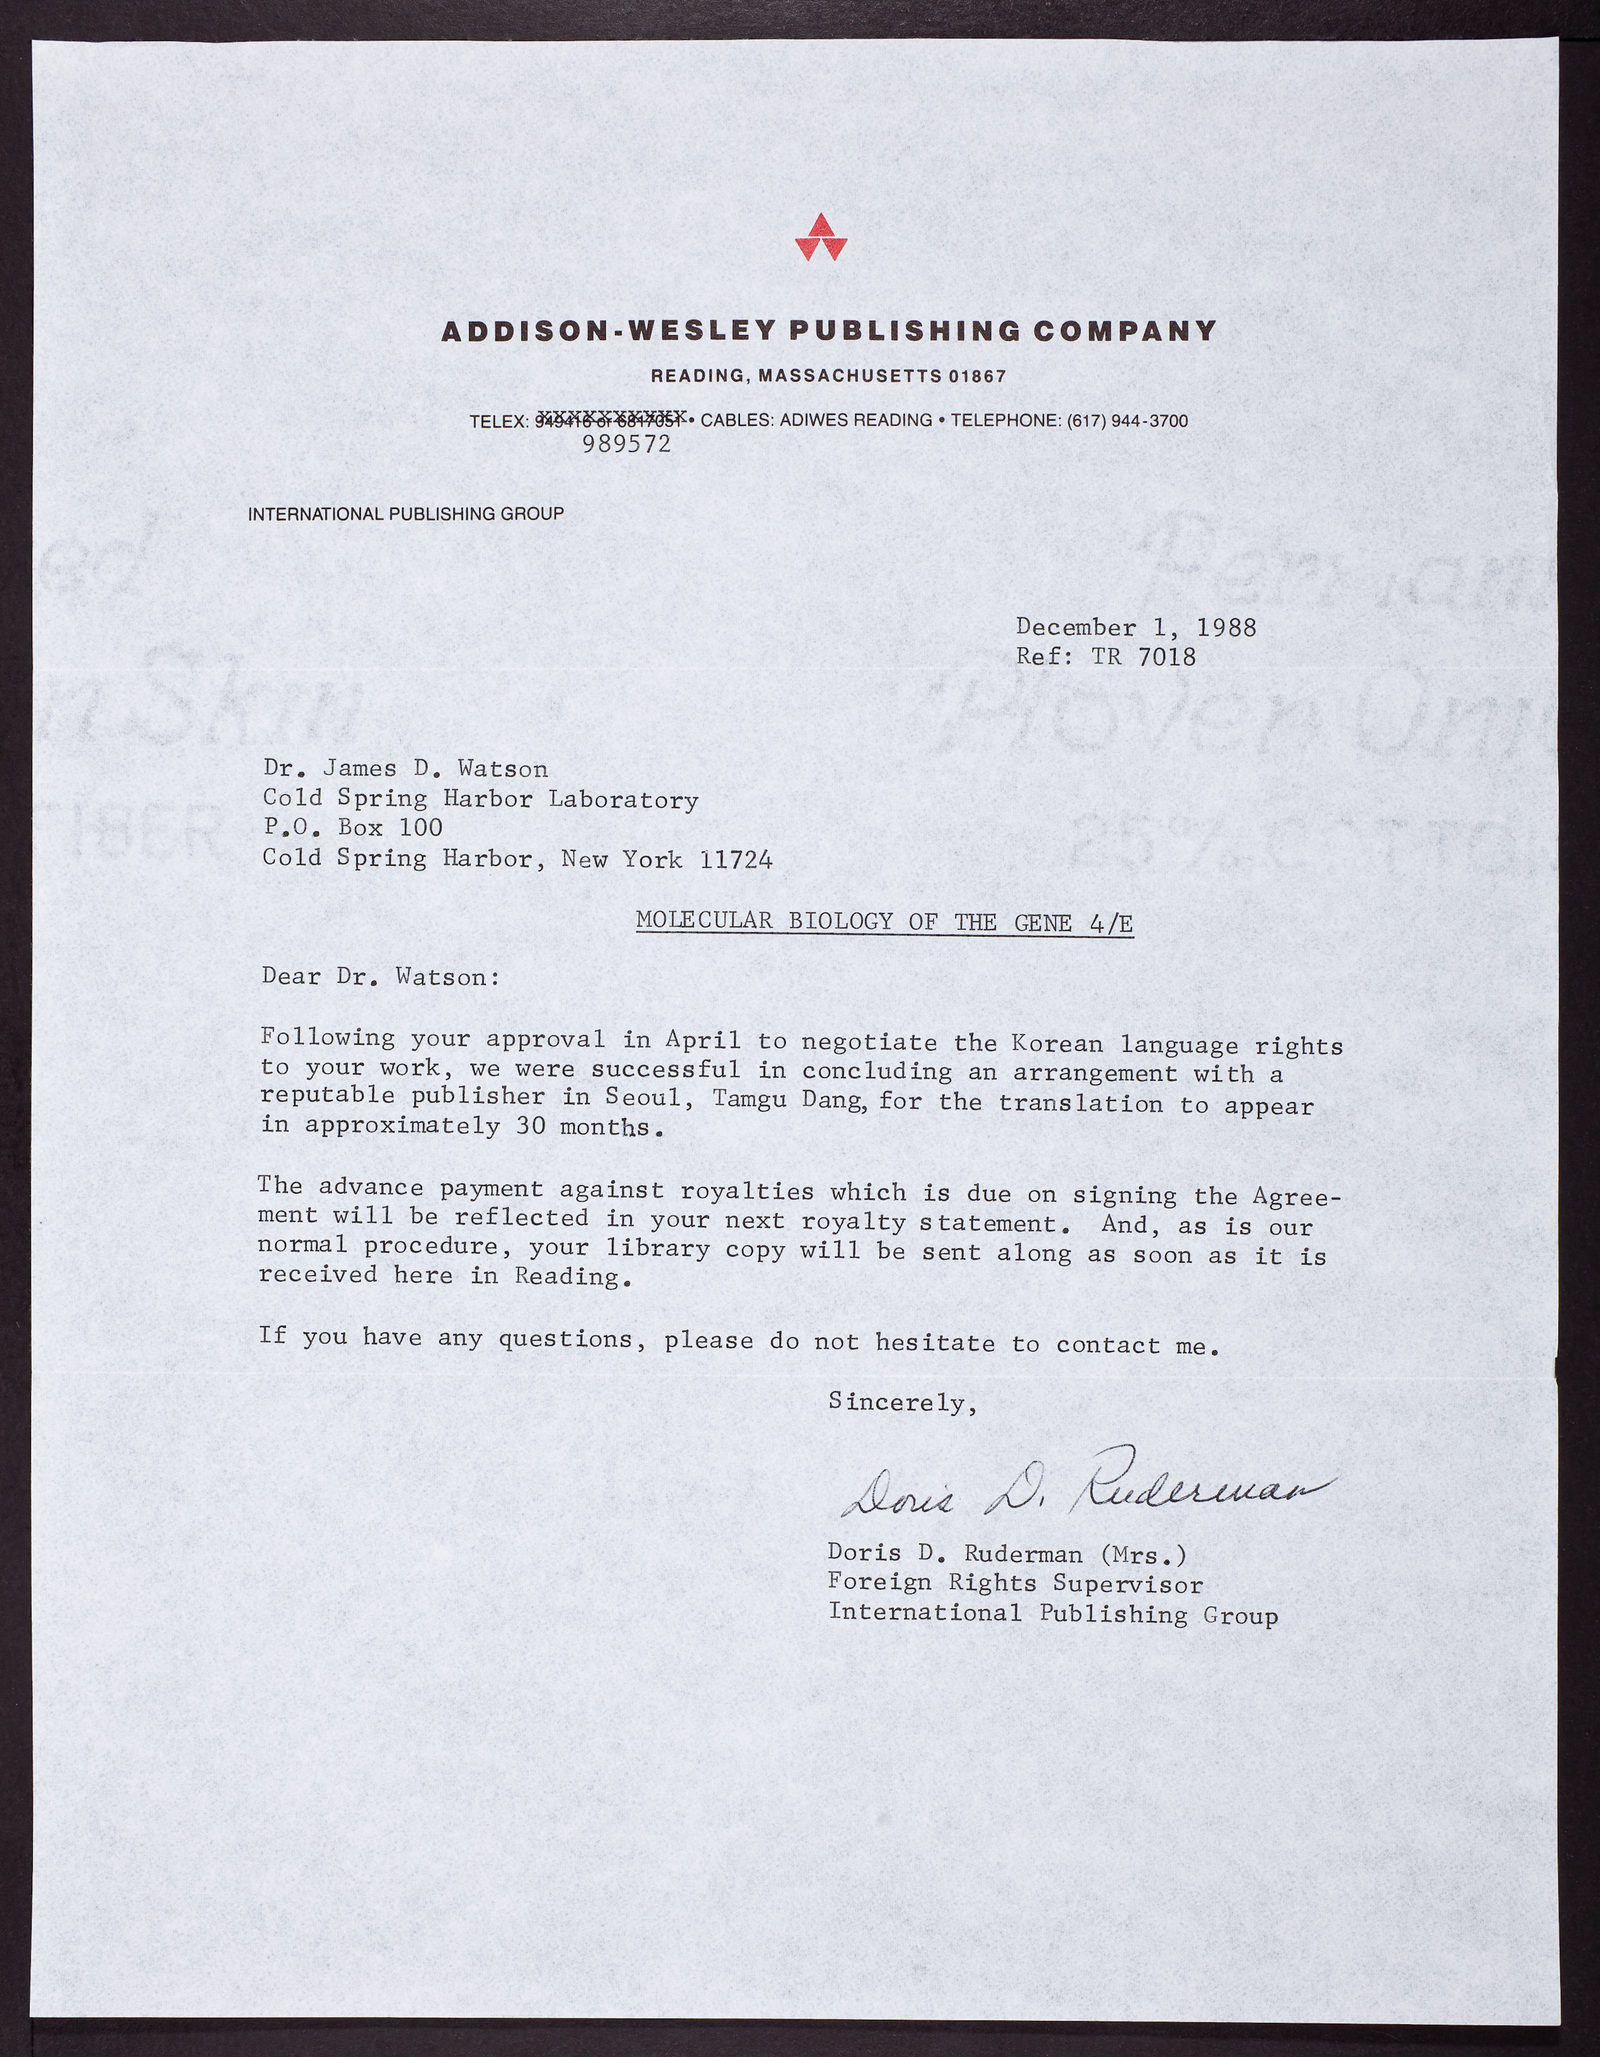 ADDISON-WESLEY PUBLISHING COMPANY
READING, MASSACHUSETTS 01867
TELEX: 949416 or 6817051 • CABLES: ADIWES READING • TELEPHONE: (617) 944-3700
989572
INTERNATIONAL PUBLISHING GROUP
December 1, 1988
Ref: TR 7018
Dr. James D. Watson
Cold Spring Harbor Laboratory
P.O. Box 100
Cold Spring Harbor, New York 11724
MOLECULAR BIOLOGY OF THE GENE 4/E
Dear Dr. Watson:
Following your approval in April to negotiate the Korean language rights
to your work, we were successful in concluding an arrangement with a
reputable publisher in Seoul, Tamgu Dang, for the translation to appear
in approximately 30 months.
The advance payment against royalties which is due on signing the Agree-
ment will be reflected in your next royalty statement. And, as is our
normal procedure, your library copy will be sent along as soon as it is
received here in Reading.
If you have any questions, please do not hesitate to contact me.
Sincerely,
Doris D. Ruderman
Doris D. Ruderman (Mrs.)
Foreign Rights Supervisor
International Publishing Group